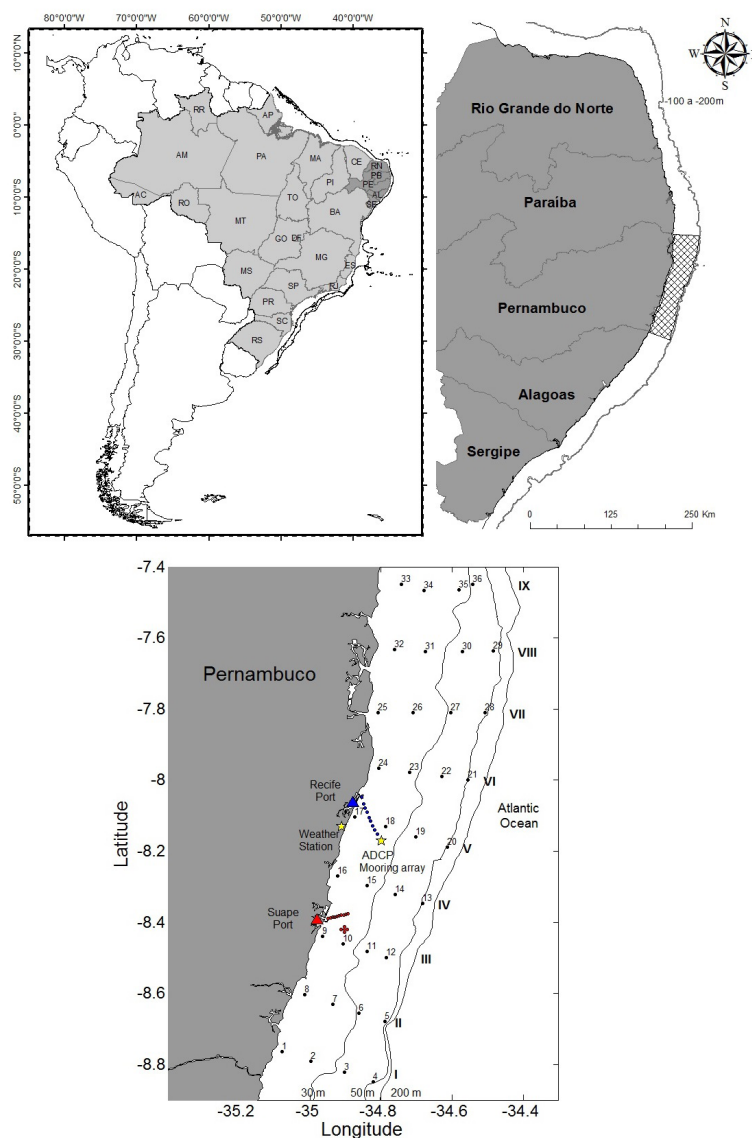 80°0'0"W 70°0'0"W 60°0'0"W 50°0'0"W 40°0'0"W
10°0'0"N
0°0'0"
10°0'0"S
20°0'0"S
30°0'0"S
40°0'0"S
50°0'0"S
RR
AP
AM
PA
MA
CE
RN
PB
PE
AL
SE
PI
AC
RO
TO
BA
MT
GO
DF
MG
ES
MS
SP
RJ
PR
SC
RS
N
W
S
-100 a -200m
Rio Grande do Norte
Paraiba
Pernambuco
Alagoas
Sergipe
0 125 250 Km
-7.4
-7.6
-7.8
-8
-8.2
-8.4
-8.6
-8.8
Latitude
33 34 35 36 IX
32 31 30 29 VIII
Pernambuco
25 26 27 28 VII
24 23 22 21 VI
Recife
Port
17
18
19
20
V
Weather
Station
ADCP
Mooring array
Atlantic
Ocean
16 15 14 13 IV
Suape
Port
9 10 11 12 III
8 7 6 5 II
1 2 3 4 I
30 m 50 m 200 m
-35.2 -35 -34.8 -34.6 -34.4
Longitude